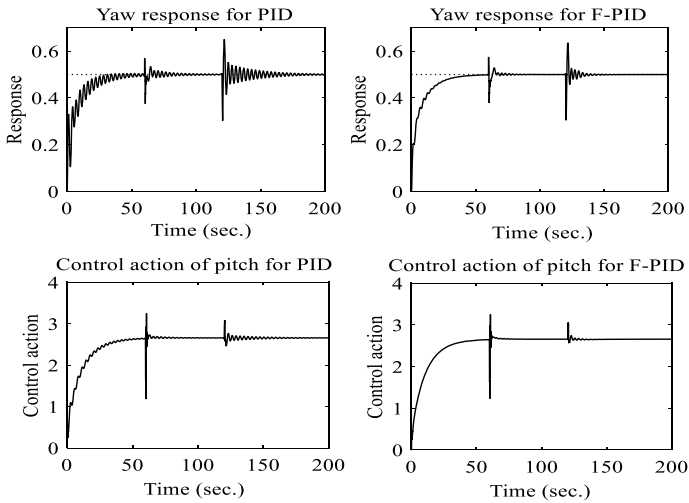 Yaw response for PID
Yaw response for F-PID
0.6
0.4
0.2
0
Response
0 50 100 150 200
Time (sec.)
0.6
0.4
0.2
0
Response
0 50 100 150 200
Time (sec.)
Control action of pitch for PID
Control action of pitch for F-PID
4
3
2
1
0
Control action
0 50 100 150 200
Time (sec.)
4
3
2
1
0
Control action
0 50 100 150 200
Time (sec.)